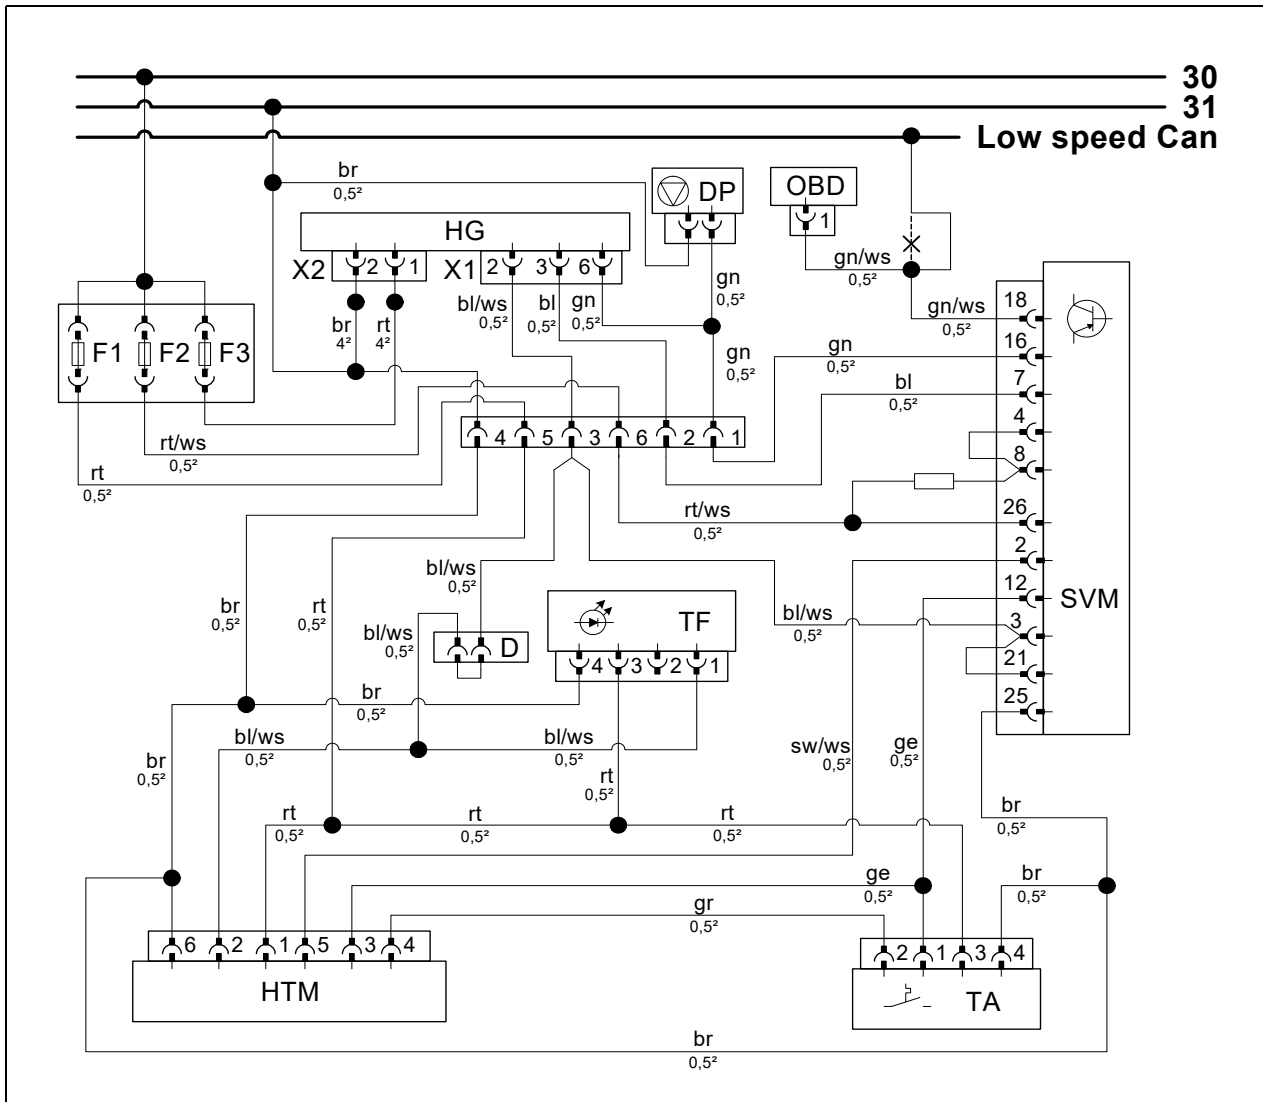 30
31
Low speed Can
br
0,5²
DP
OBD
1
HG
X2
2
1
X1
2
3
6
gn/ws
0,5²
gn
0,5²
bl/ws
0,5²
bl
0,5²
gn
0,5²
br
4²
rt
4²
gn/ws
0,5²
18
F1
F2
F3
gn
0,5²
gn
0,5²
16
bl
0,5²
7
4
5
3
6
2
1
4
rt/ws
0,5²
8
rt
0,5²
rt/ws
0,5²
26
2
bl/ws
0,5²
br
0,5²
rt
0,5²
12
SVM
bl/ws
0,5²
D
TF
bl/ws
0,5²
3
4
3
2
1
21
br
0,5²
25
bl/ws
0,5²
bl/ws
0,5²
sw/ws
0,5²
ge
0,5²
br
0,5²
rt
0,5²
rt
0,5²
rt
0,5²
rt
0,5²
br
0,5²
ge
0,5²
br
0,5²
gr
0,5²
6
2
1
5
3
4
2
1
3
4
HTM
TA
br
0,5²